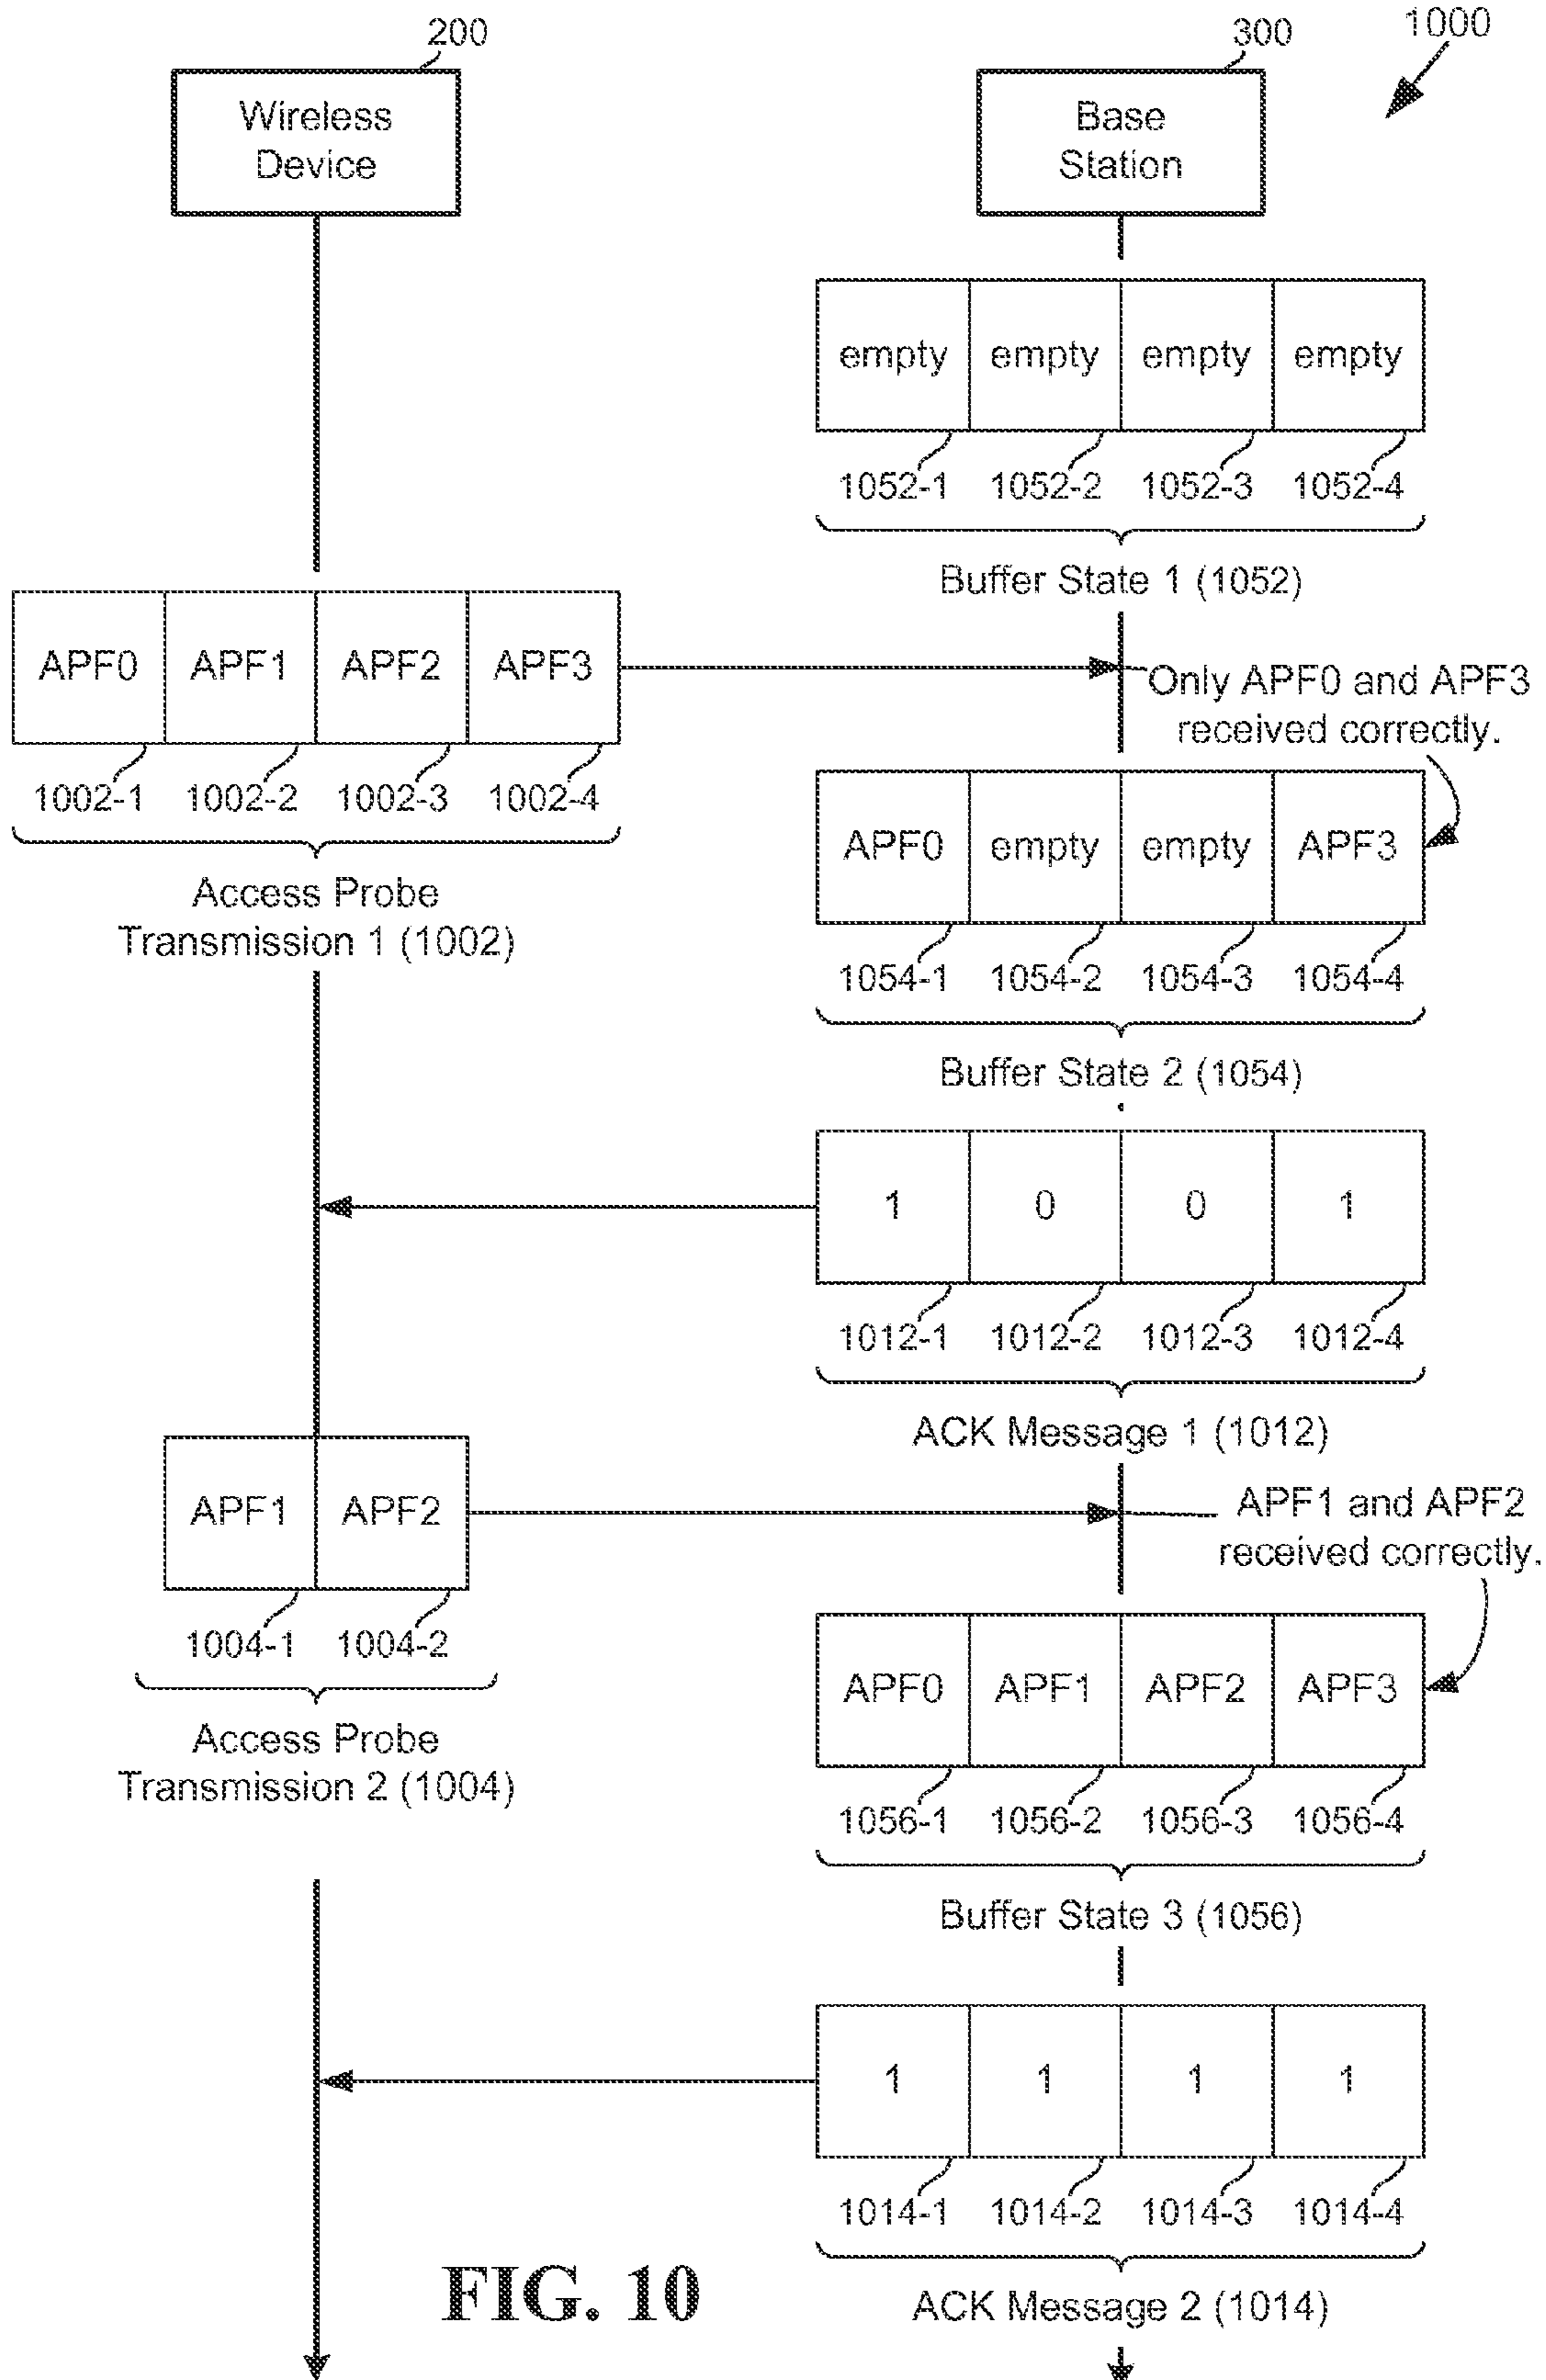 200
300
1000
Wireless
Device
Base
Station
empty empty empty empty
1052-1 1052-2 1052-3 1052-4
Buffer State 1 (1052)
APF0 APF1 APF2 APF3
Only APF0 and APF3
received correctly.
1002-1 1002-2 1002-3 1002-4
Access Probe
Transmission 1 (1002)
APF0 empty empty APF3
1054-1 1054-2 1054-3 1054-4
Buffer State 2 (1054)
1 0 0 1
1012-1 1012-2 1012-3 1012-4
ACK Message 1 (1012)
APF1 APF2
APF1 and APF2
received correctly.
1004-1 1004-2
Access Probe
Transmission 2 (1004)
APF0 APF1 APF2 APF3
1056-1 1056-2 1056-3 1056-4
Buffer State 3 (1056)
1 1 1 1
1014-1 1014-2 1014-3 1014-4
ACK Message 2 (1014)
FIG. 10